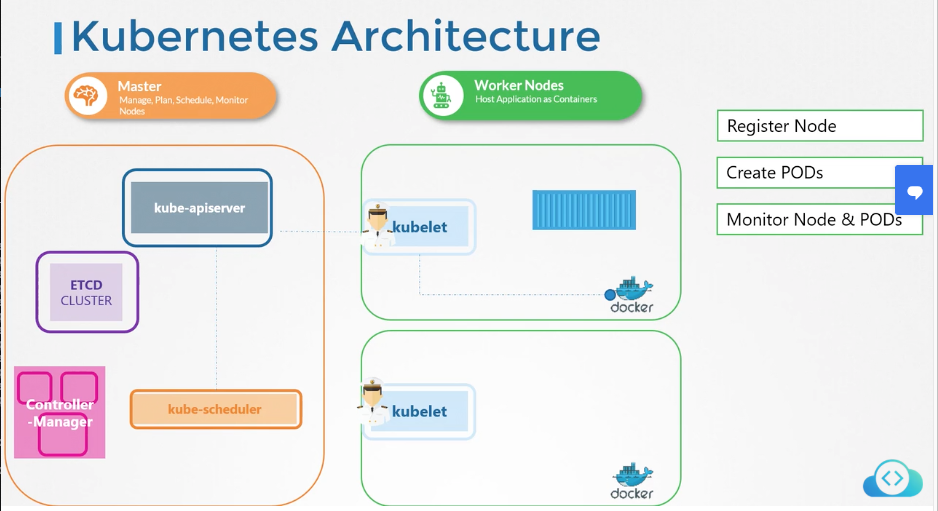 Kubernetes Architecture
Master
Manage, Plan, Schedule, Monitor
Nodes
Worker Nodes
Host Application as Containers
kube-apiserver
ETCD
CLUSTER
Controller
-Manager
kube-scheduler
kubelet
docker
kubelet
docker
Register Node
Create PODs
Monitor Node & PODs